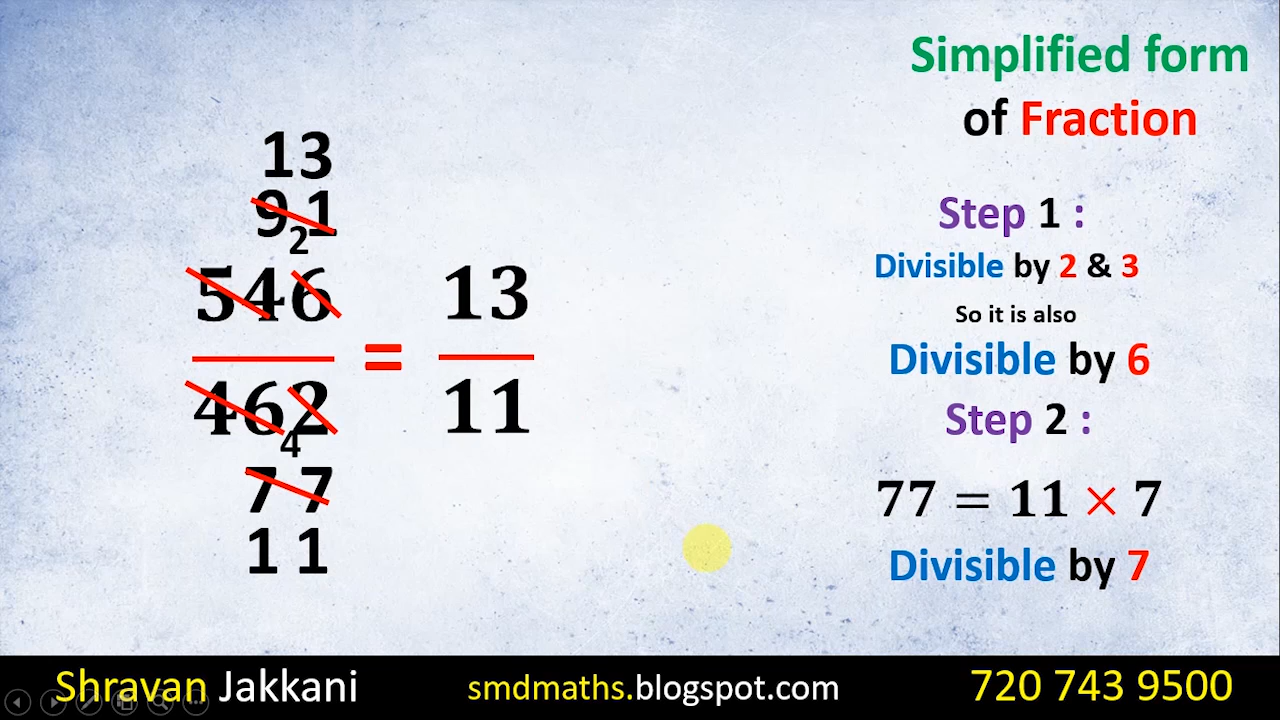 Simplified form
of Fraction
13
91
2
546
462
4
77
11
=
13
11
Step 1 :
Divisible by 2 & 3
So it is also
Divisible by 6
Step 2 :
77 = 11 × 7
Divisible by 7
Shravan Jakkani
smdmaths.blogspot.com
720 743 9500